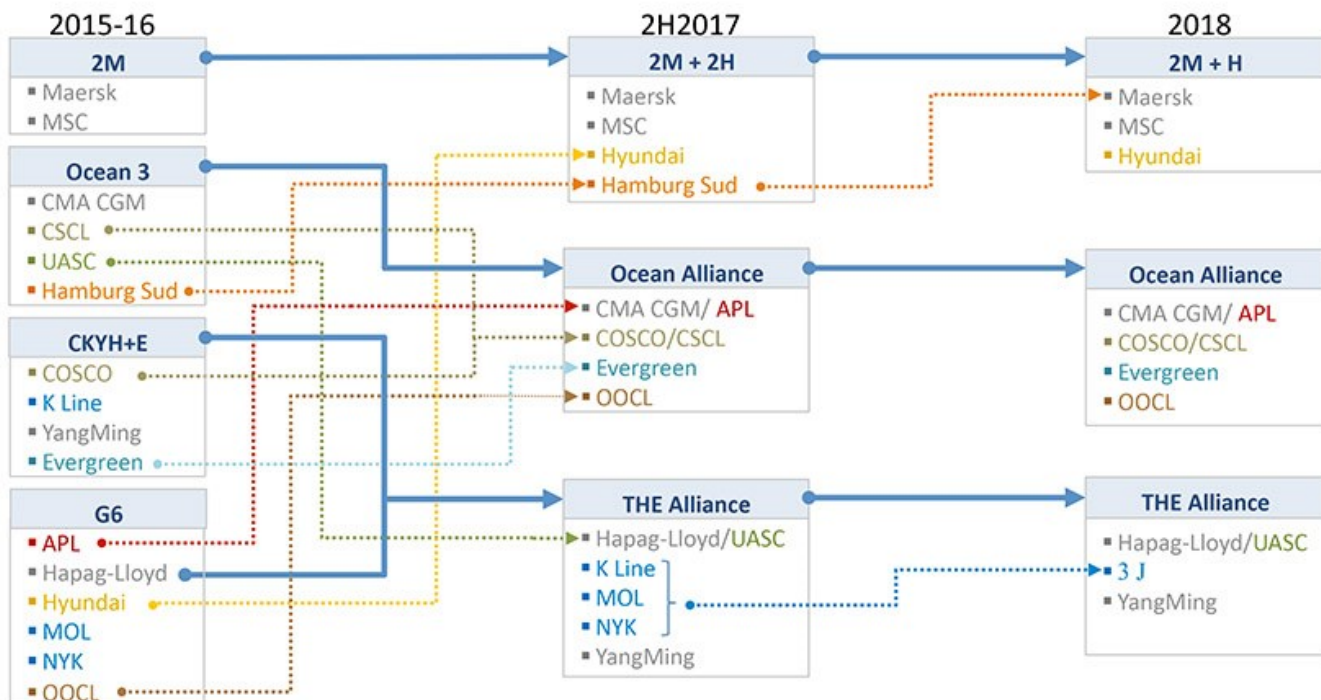 2015-16
2M
Maersk
MSC
Ocean 3
CMA CGM
CSCL
UASC
Hamburg Sud
CKYH+E
COSCO
K Line
YangMing
Evergreen
G6
APL
Hapag-Lloyd
Hyundai
MOL
NYK
OOCL
2H2017
2M + 2H
Maersk
MSC
Hyundai
Hamburg Sud
Ocean Alliance
CMA CGM/ APL
COSCO/CSCL
Evergreen
OOCL
THE Alliance
Hapag-Lloyd/UASC
K Line
MOL
NYK
YangMing
2018
2M + H
Maersk
MSC
Hyundai
Ocean Alliance
CMA CGM/ APL
COSCO/CSCL
Evergreen
OOCL
THE Alliance
Hapag-Lloyd/UASC
3 J
YangMing